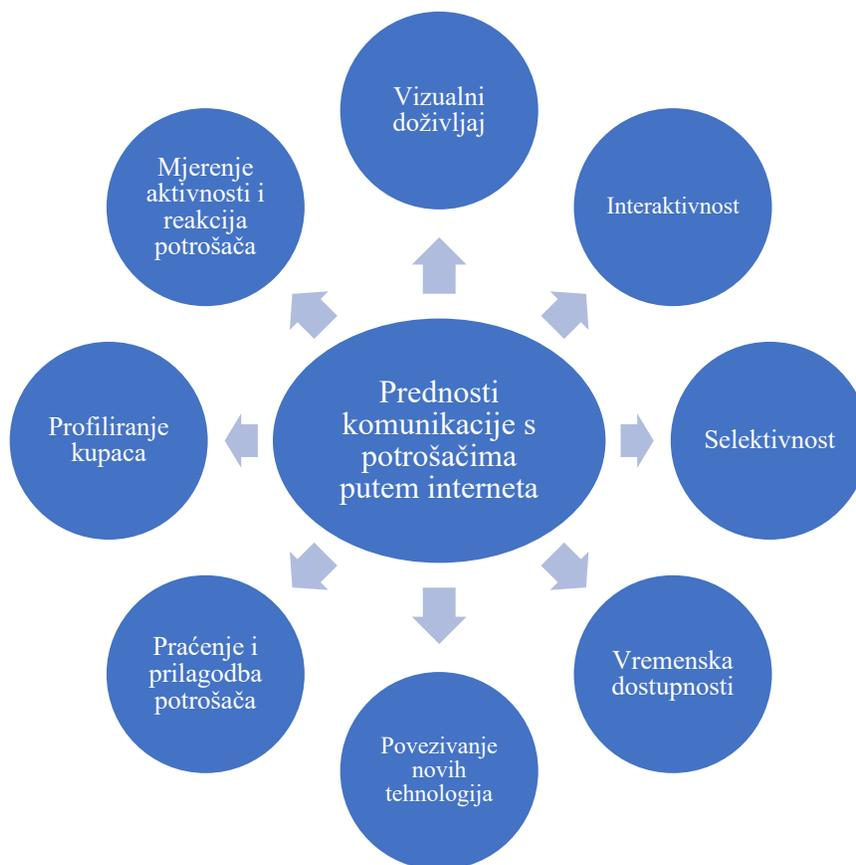 Vizualni
doživljaj
Interaktivnost
Selektivnost
Vremenska
dostupnosti
Povezivanje
novih
tehnologija
Praćenje i
prilagodba
potrošača
Profiliranje
kupaca
Mjerenje
aktivnosti i
reakcija
potrošača
Prednosti
komunikacije s
potrošačima
putem interneta